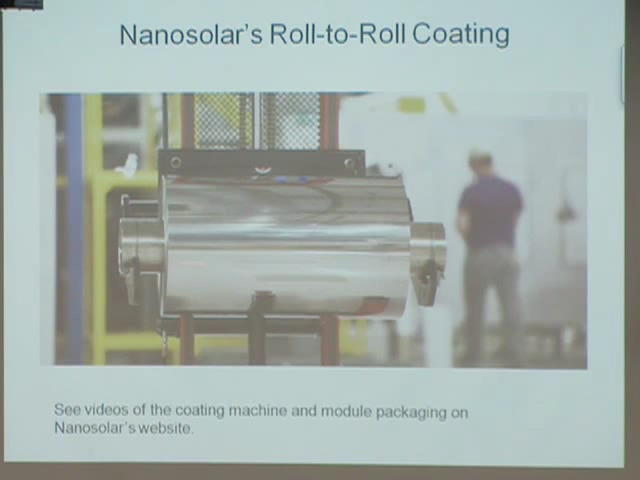 Nanosolar's Roll-to-Roll Coating
See videos of the coating machine and module packaging on
Nanosolar's website.